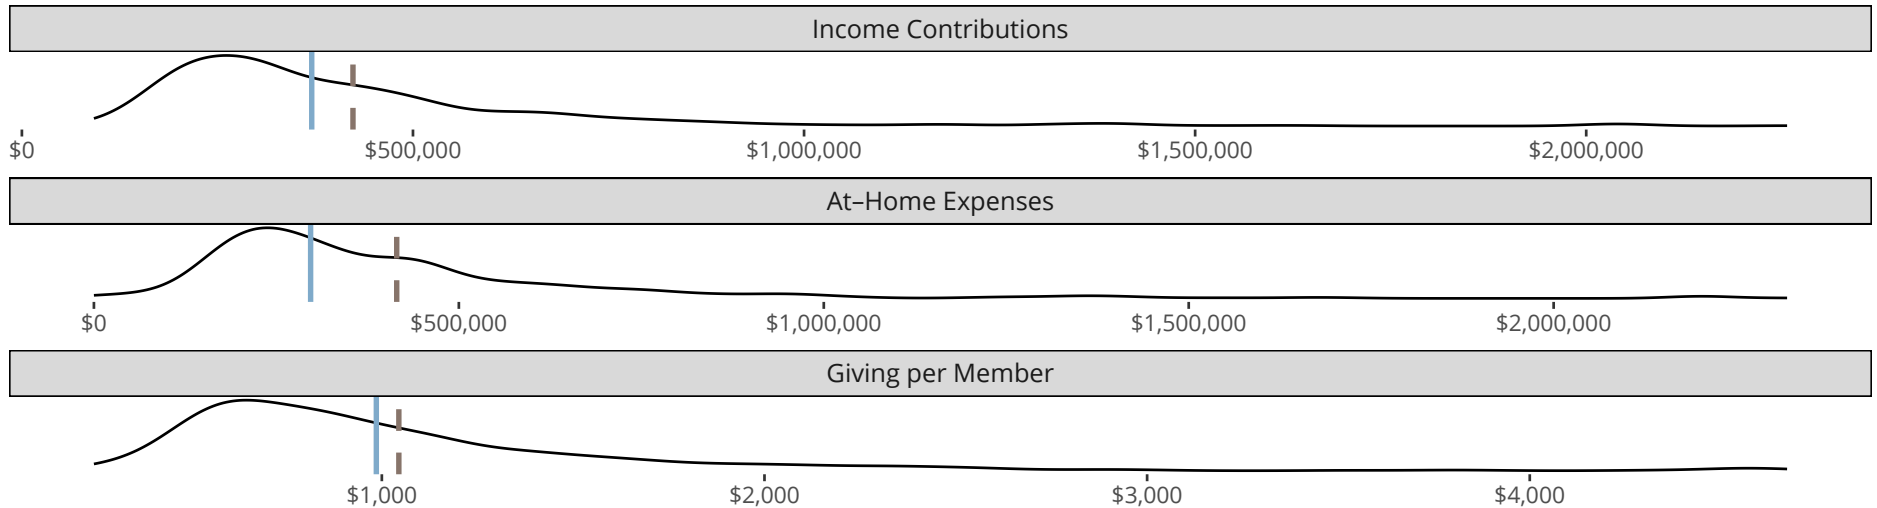 Income Contributions
$0 $500,000 $1,000,000 $1,500,000 $2,000,000
At–Home Expenses
$0 $500,000 $1,000,000 $1,500,000 $2,000,000
Giving per Member
$1,000 $2,000 $3,000 $4,000